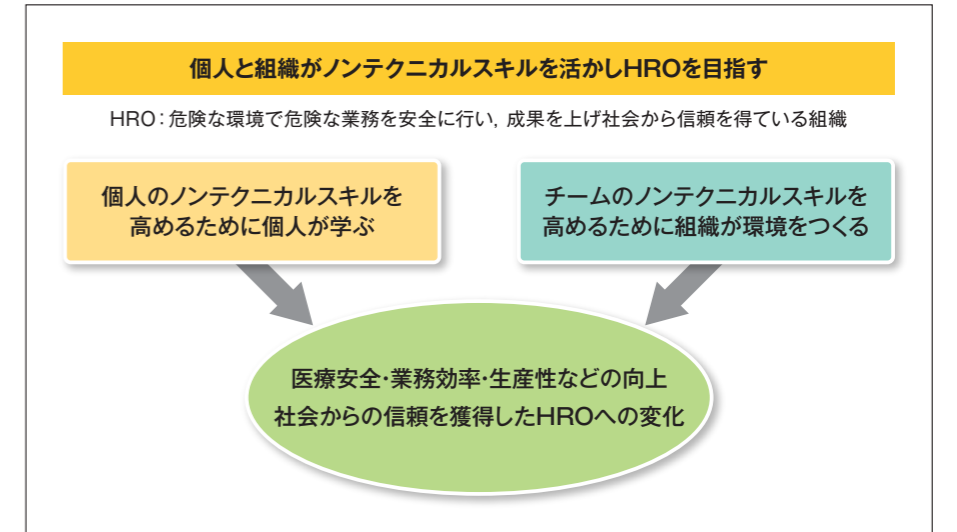 個人と組織がノンテクニカルスキルを活かしHROを目指す
HRO：危険な環境で危険な業務を安全に行い，成果を上げ社会から信頼を得ている組織
個人のノンテクニカルスキルを
高めるために個人が学ぶ
チームのノンテクニカルスキルを
高めるために組織が環境をつくる
医療安全・業務効率・生産性などの向上
社会からの信頼を獲得したHROへの変化